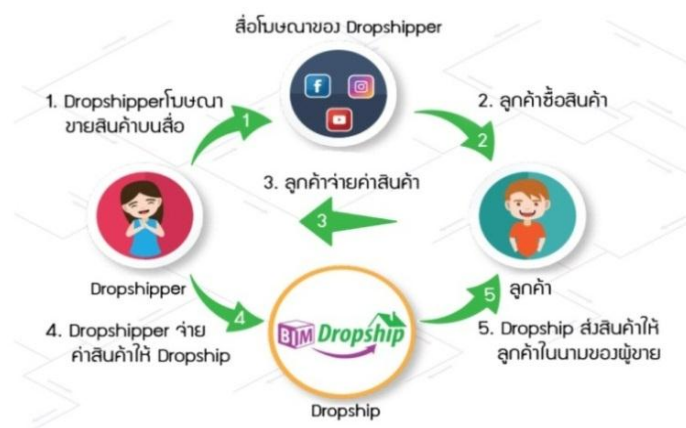 สื่อโฆษณาของ Dropshipper
1. Dropshipperโฆษณา
ขายสินค้าบนสื่อ
1
2. ลูกค้าซื้อสินค้า
2
3. ลูกค้าจ่ายค่าสินค้า
3
Dropshipper
ลูกค้า
4. Dropshipper จ่าย
ค่าสินค้าให้ Dropship
4
BIM Dropship
5
5. Dropship ส่งสินค้าให้
ลูกค้าในนามของผู้ขาย
Dropship